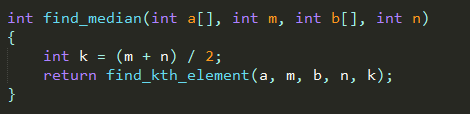 int find_median(int a[], int m, int b[], int n)
{
    int k = (m + n) / 2;
    return find_kth_element(a, m, b, n, k);
}